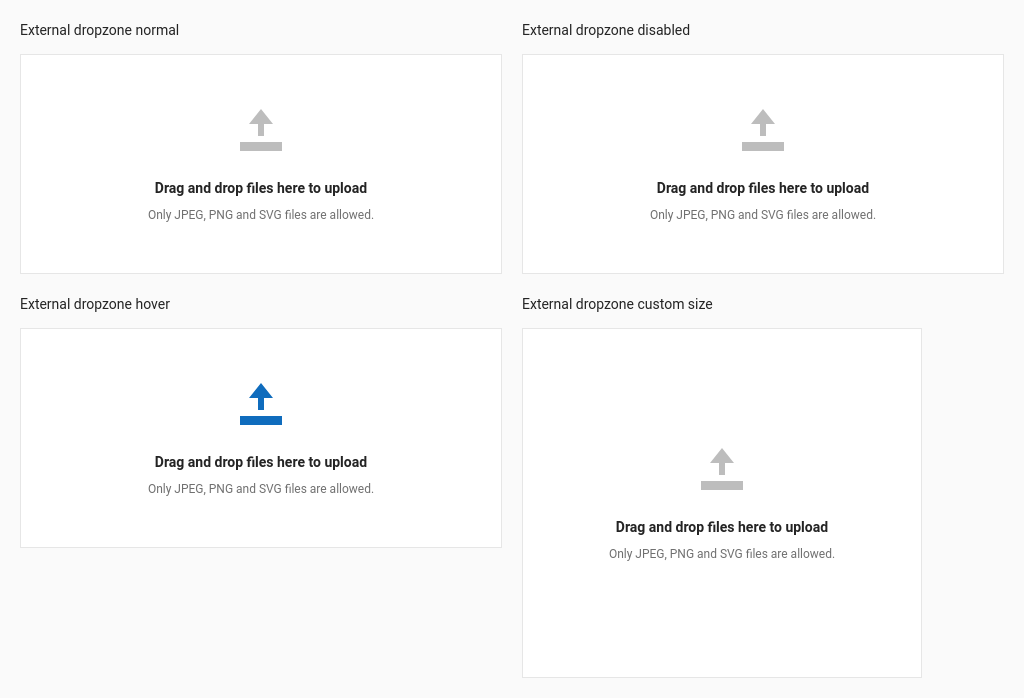 External dropzone normal
Drag and drop files here to upload
Only JPEG, PNG and SVG files are allowed.
External dropzone disabled
Drag and drop files here to upload
Only JPEG, PNG and SVG files are allowed.
External dropzone hover
Drag and drop files here to upload
Only JPEG, PNG and SVG files are allowed.
External dropzone custom size
Drag and drop files here to upload
Only JPEG, PNG and SVG files are allowed.